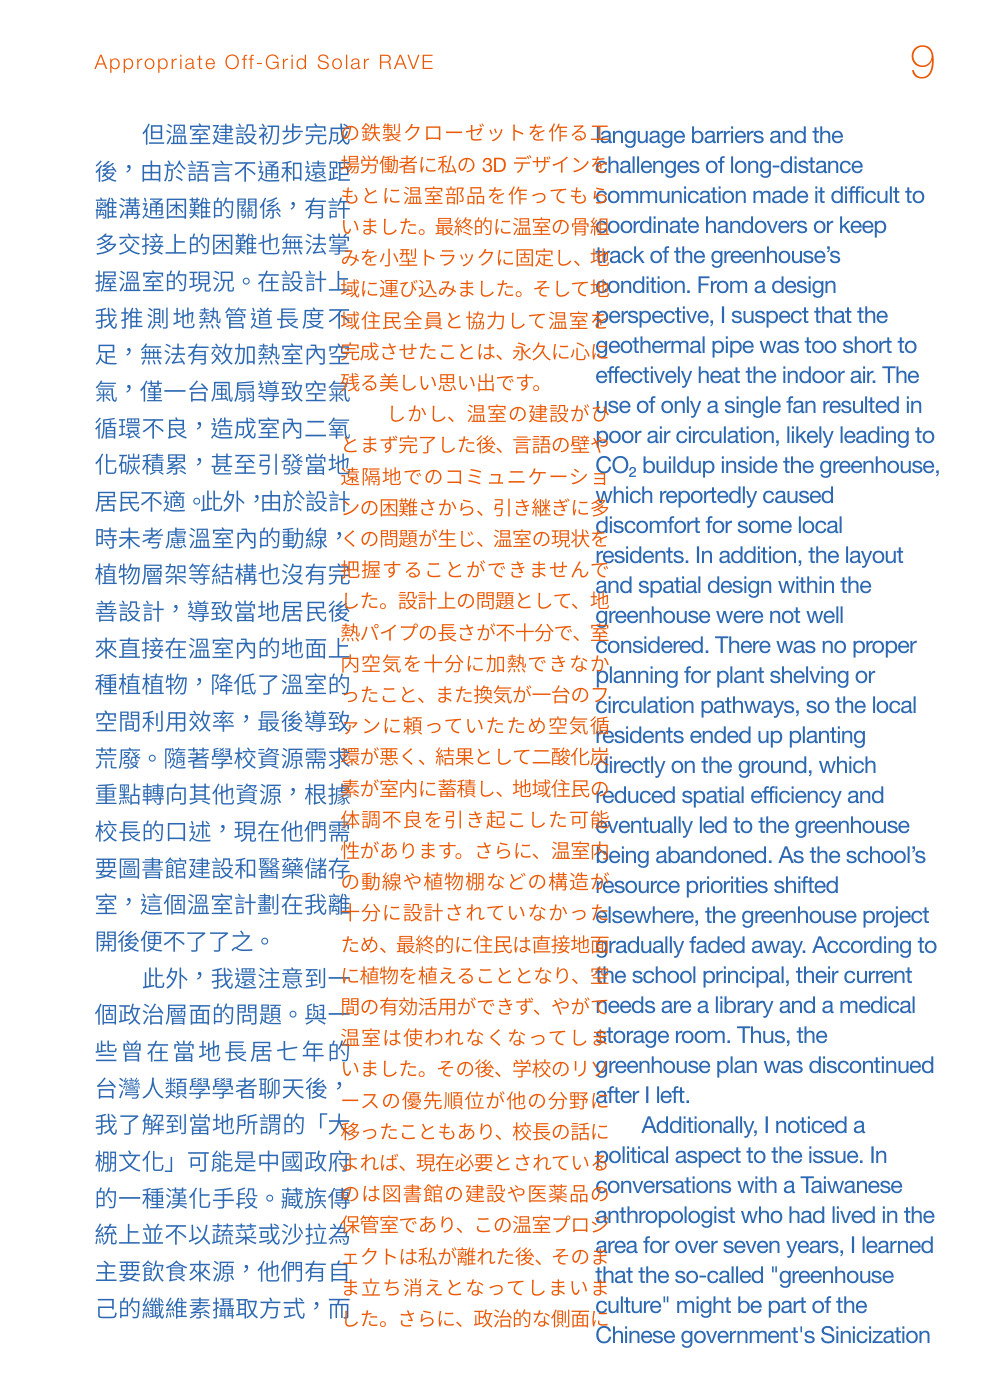 Appropriate Off-Grid Solar RAVE
9
但溫室建設初步完成
後，由於語言不通和遠距
離溝通困難的關係，有許
多交接上的困難也無法掌
握溫室的現況。在設計上
我推測地熱管道長度不
足，無法有效加熱室內空
氣，僅一台風扇導致空氣
循環不良，造成室內二氧
化碳積累，甚至引發當地
居民不適。此外，由於設計
時未考慮溫室內的動線，
植物層架等結構也沒有完
善設計，導致當地居民後
來直接在溫室內的地面上
種植植物，降低了溫室的
空間利用效率，最後導致
荒廢。隨著學校資源需求
重點轉向其他資源，根據
校長的口述，現在他們需
要圖書館建設和醫藥儲存
室，這個溫室計劃在我離
開後便不了了之。
此外，我還注意到一
個政治層面的問題。與一
些曾在當地長居七年的
台灣人類學學者聊天後，
我了解到當地所謂的「大
棚文化」可能是中國政府
的一種漢化手段。藏族傳
統上並不以蔬菜或沙拉為
主要飲食來源，他們有自
己的纖維素攝取方式，而
の鉄製クローゼットを作る工
場労働者に私の 3D デザインを
もとに温室部品を作ってもら
いました。最終的に温室の骨組
みを小型トラックに固定し、地
域に運び込みました。そして地
域住民全員と協力して温室を
完成させたことは、永久に心に
残る美しい思い出です。
しかし、温室の建設がひ
とまず完了した後、言語の壁や
遠隔地でのコミュニケーショ
ンの困難さから、引き継ぎに多
くの問題が生じ、温室の現状を
把握することができませんで
した。設計上の問題として、地
熱パイプの長さが不十分で、室
内空気を十分に加熱できなか
ったこと、また換気が一台のフ
ァンに頼っていたため空気循
環が悪く、結果として二酸化炭
素が室内に蓄積し、地域住民の
体調不良を引き起こした可能
性があります。さらに、温室内
の動線や植物棚などの構造が
十分に設計されていなかった
ため、最終的に住民は直接地面
に植物を植えることとなり、空
間の有効活用ができず、やがて
温室は使われなくなってしま
いました。その後、学校のリソ
ースの優先順位が他の分野に
移ったこともあり、校長の話に
よれば、現在必要とされている
のは図書館の建設や医薬品の
保管室であり、この温室プロジ
ェクトは私が離れた後、そのま
ま立ち消えとなってしまいま
した。さらに、政治的な側面に
language barriers and the
challenges of long-distance
communication made it difficult to
coordinate handovers or keep
track of the greenhouse’s
condition. From a design
perspective, I suspect that the
geothermal pipe was too short to
effectively heat the indoor air. The
use of only a single fan resulted in
poor air circulation, likely leading to
CO₂ buildup inside the greenhouse,
which reportedly caused
discomfort for some local
residents. In addition, the layout
and spatial design within the
greenhouse were not well
considered. There was no proper
planning for plant shelving or
circulation pathways, so the local
residents ended up planting
directly on the ground, which
reduced spatial efficiency and
eventually led to the greenhouse
being abandoned. As the school’s
resource priorities shifted
elsewhere, the greenhouse project
gradually faded away. According to
the school principal, their current
needs are a library and a medical
storage room. Thus, the
greenhouse plan was discontinued
after I left.
Additionally, I noticed a
political aspect to the issue. In
conversations with a Taiwanese
anthropologist who had lived in the
area for over seven years, I learned
that the so-called "greenhouse
culture" might be part of the
Chinese government's Sinicization